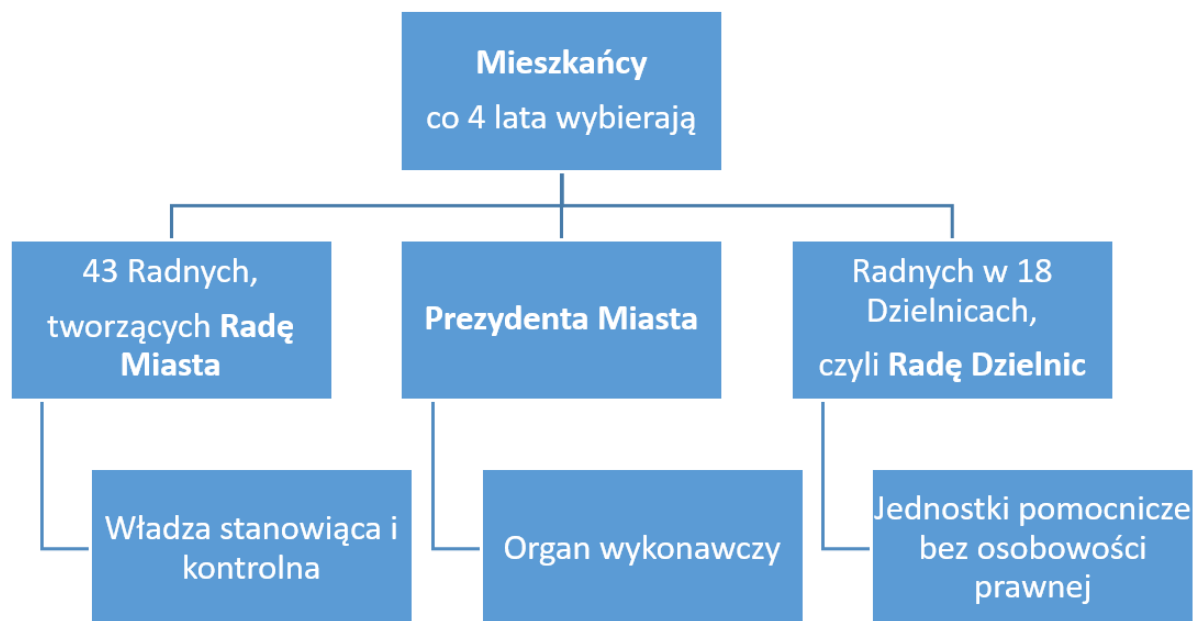 Mieszkańcy
co 4 lata wybierają
43 Radnych,
tworzących Radę
Miasta
Prezydenta Miasta
Radnych w 18
Dzielnicach,
czyli Radę Dzielnic
Władza stanowiąca i
kontrolna
Organ wykonawczy
Jednostki pomocnicze
bez osobowości
prawnej